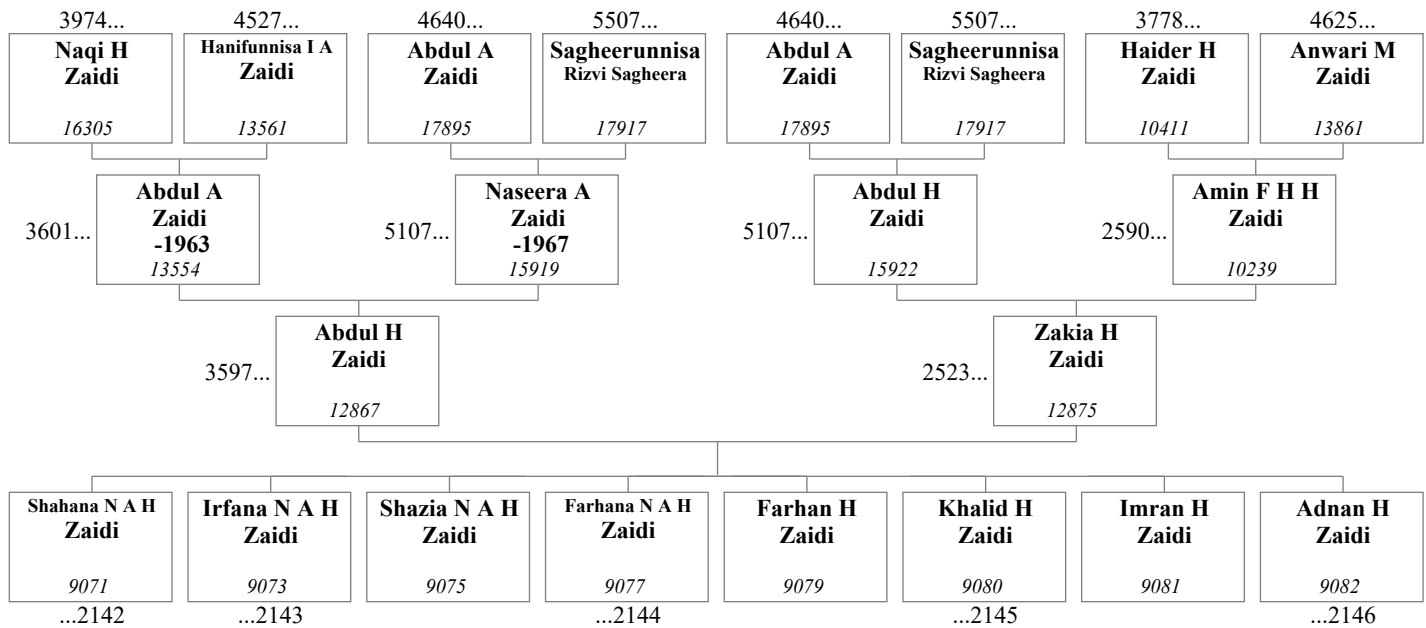 3974... 4527... 4640... 5507... 4640... 5507... 3778... 4625...
Naqi H Hanifunnisa I A Abdul A Sagheerunnisa Abdul A Sagheerunnisa Haider H Anwari M
Zaidi Zaidi Zaidi Rizvi Sagheera Zaidi Rizvi Sagheera Zaidi Zaidi
16305 13561 17895 17917 17895 17917 10411 13861
Abdul A Naseera A Abdul H Amin F H H
Zaidi Zaidi Zaidi Zaidi
3601... 5107... 5107... 2590...
-1963 -1967
13554 15919 15922 10239
Abdul H Zakia H
Zaidi Zaidi
3597... 2523...
12867 12875
Shahana N A H Irfana N A H Shazia N A H Farhana N A H Farhan H Khalid H Imran H Adnan H
Zaidi Zaidi Zaidi Zaidi Zaidi Zaidi Zaidi Zaidi
9071 9073 9075 9077 9079 9080 9081 9082
...2142 ...2143 ...2144 ...2145 ...2146